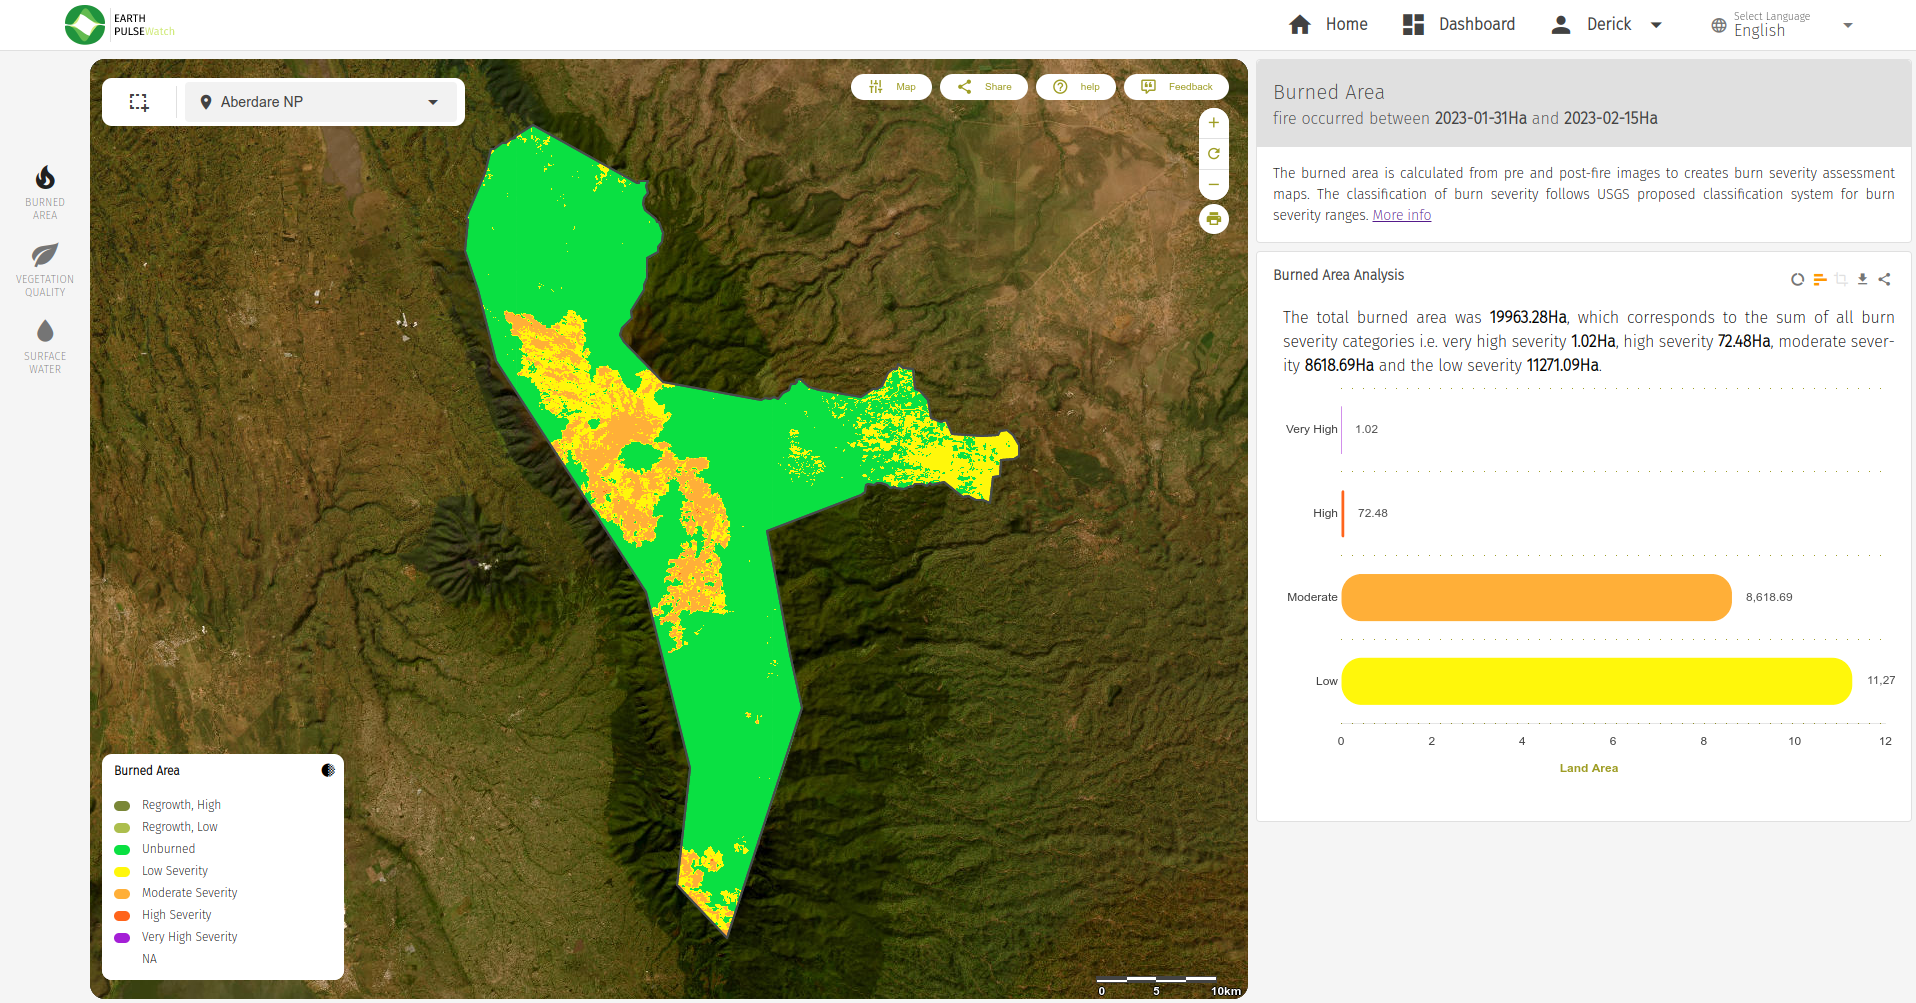 EARTH
PULSEWatch
Home
Dashboard
Derick
Select Language
English
BURNED
AREA
VEGETATION
QUALITY
SURFACE
WATER
Aberdare NP
Map
Share
help
Feedback
+
−
Burned Area
Regrowth, High
Regrowth, Low
Unburned
Low Severity
Moderate Severity
High Severity
Very High Severity
NA
0 5 10km
Burned Area
fire occurred between 2023-01-31Ha and 2023-02-15Ha
The burned area is calculated from pre and post-fire images to creates burn severity assessment
maps. The classification of burn severity follows USGS proposed classification system for burn
severity ranges. More info
Burned Area Analysis
The total burned area was 19963.28Ha, which corresponds to the sum of all burn
severity categories i.e. very high severity 1.02Ha, high severity 72.48Ha, moderate sever-
ity 8618.69Ha and the low severity 11271.09Ha.
Very High 1.02
High 72.48
Moderate 8,618.69
Low 11,27
0 2 4 6 8 10 12
Land Area